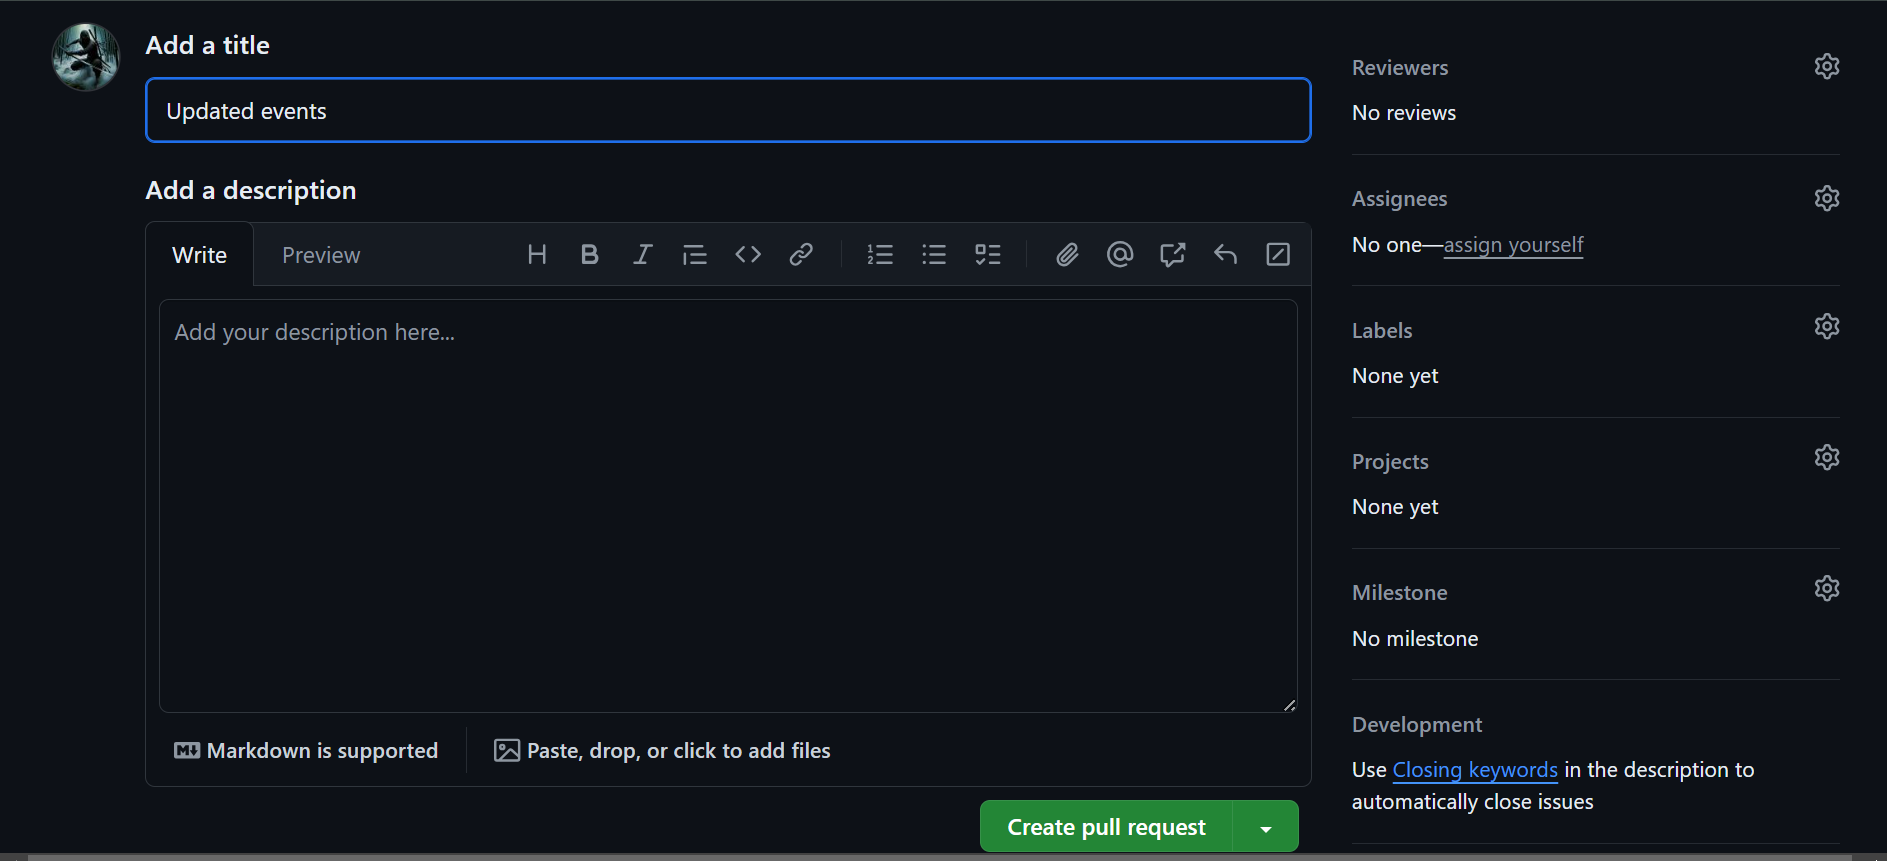 Add a title
Updated events
Add a description
Write
Preview
Add your description here...
Markdown is supported
Paste, drop, or click to add files
Create pull request
Reviewers
No reviews
Assignees
No one—assign yourself
Labels
None yet
Projects
None yet
Milestone
No milestone
Development
Use Closing keywords in the description to
automatically close issues